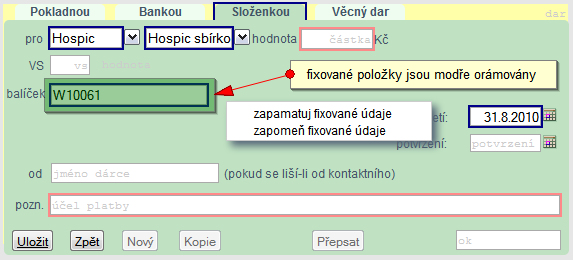 Pokladnou Bankou Složenkou Věcný dar dar
pro Hospic Hospic sbírko hodnota částka Kč
VS vs hodnota
fixované položky jsou modře orámovány
balíček W10061
zapamatuj fixované údaje
etí: 31.8.2010
zapomeň fixované údaje
potvrzení: potvrzení
od jméno dárce (pokud se liší-li od kontaktního)
pozn. účel platby
Uložit Zpět Nový Kopie Přepsat ok